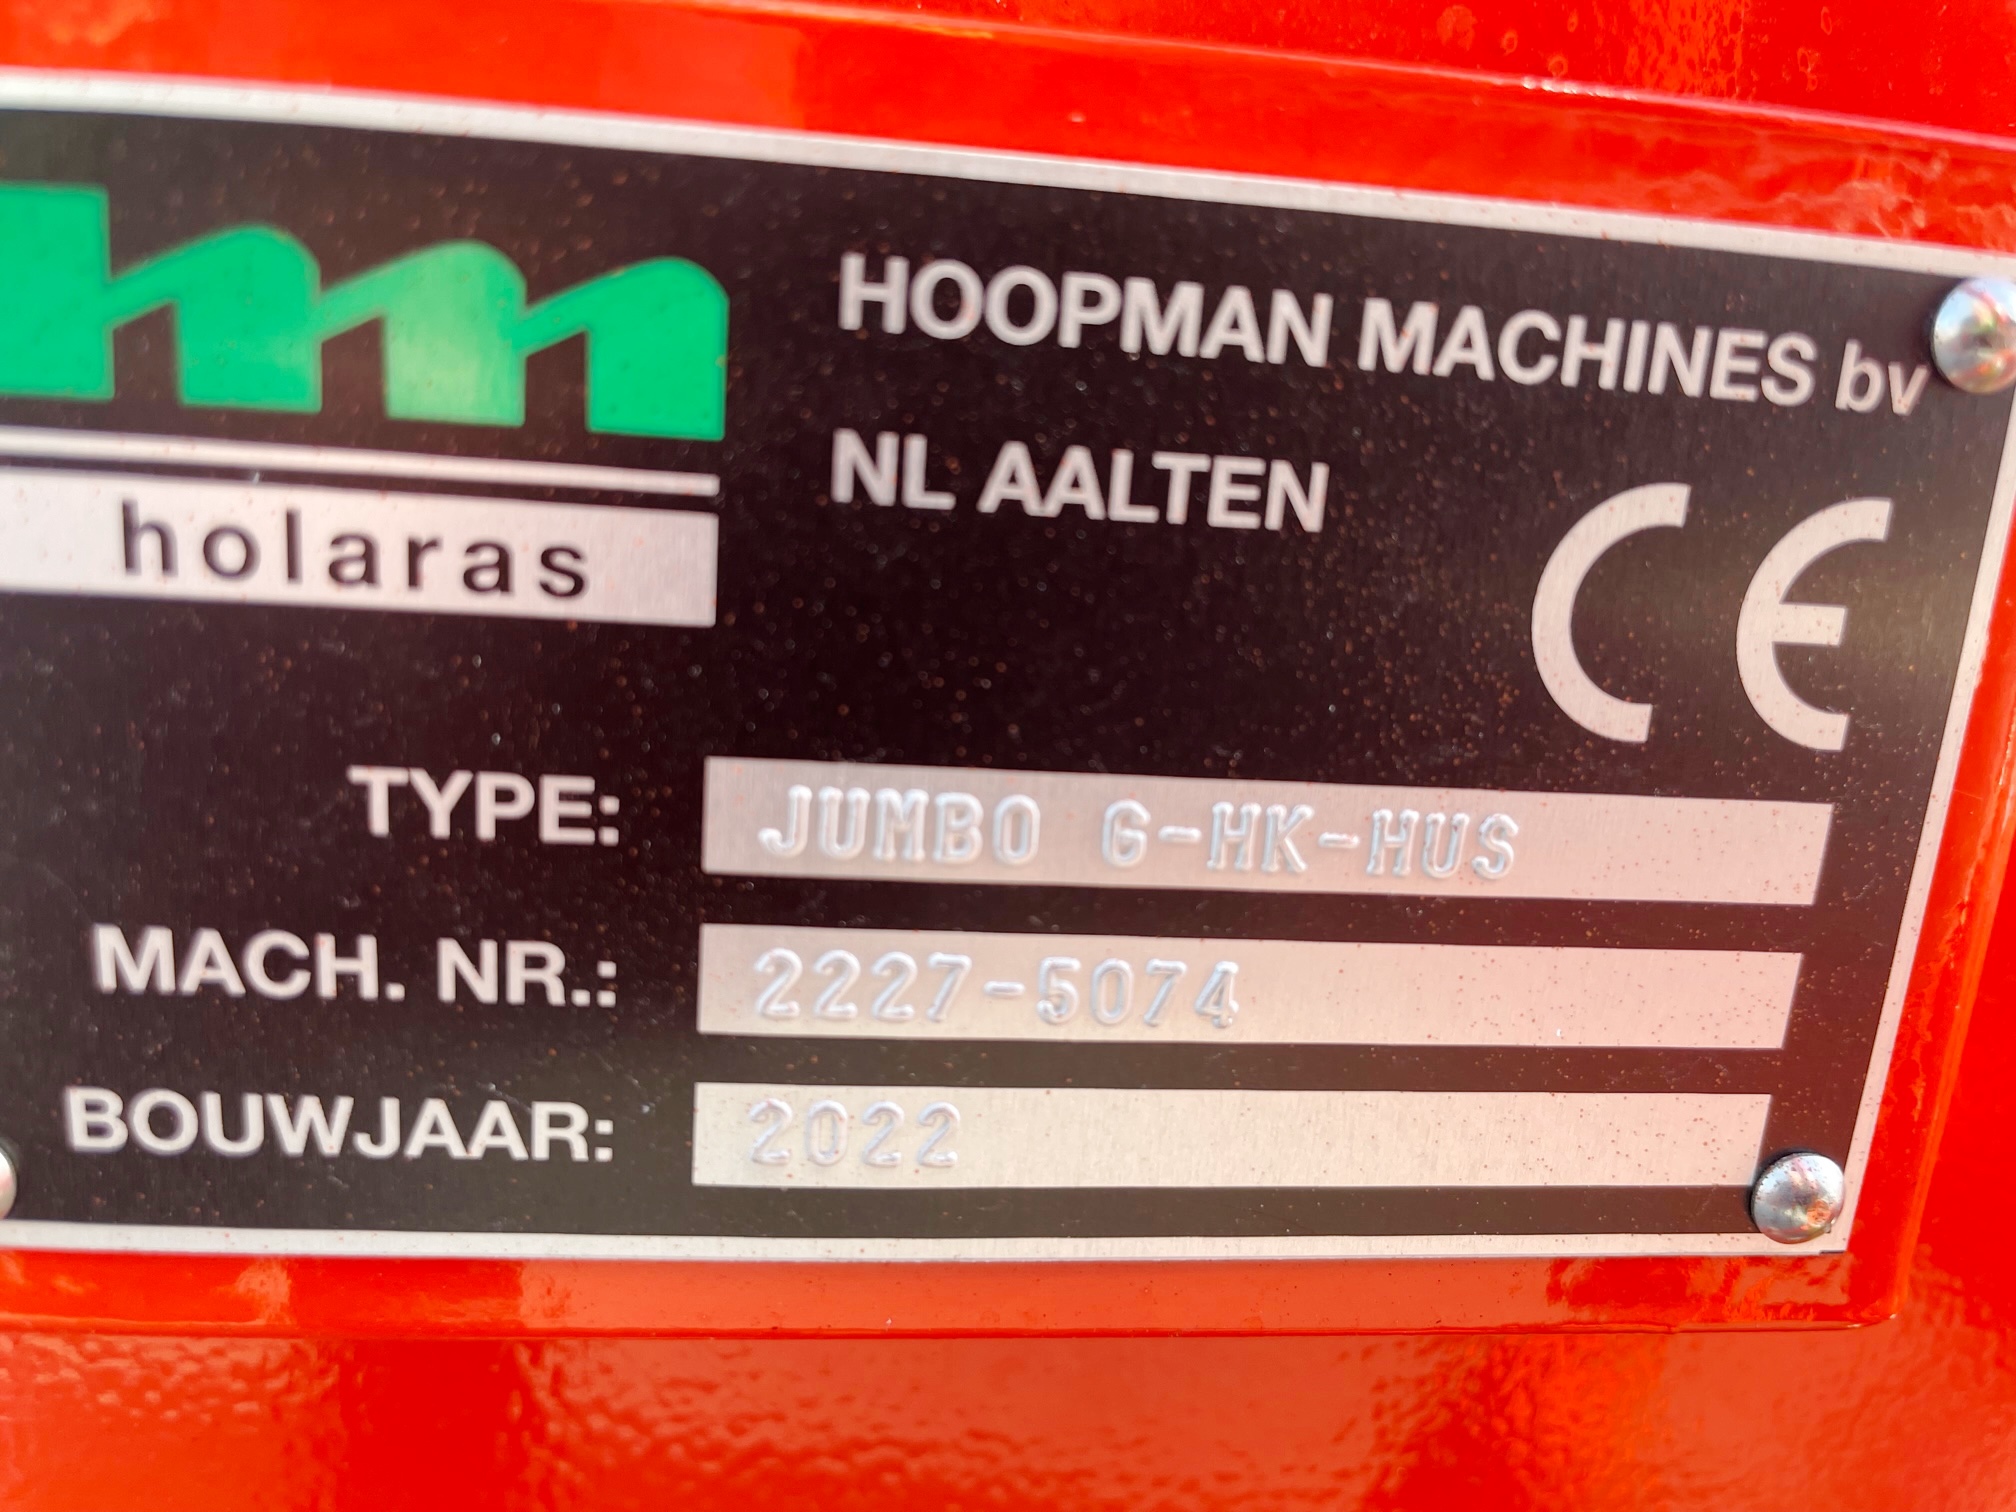 HOOPMAN MACHINES bv
NL AALTEN
holaras
CE
TYPE: JUMBO G-HK-HUS
MACH. NR.: 2227-5074
BOUWJAAR: 2022